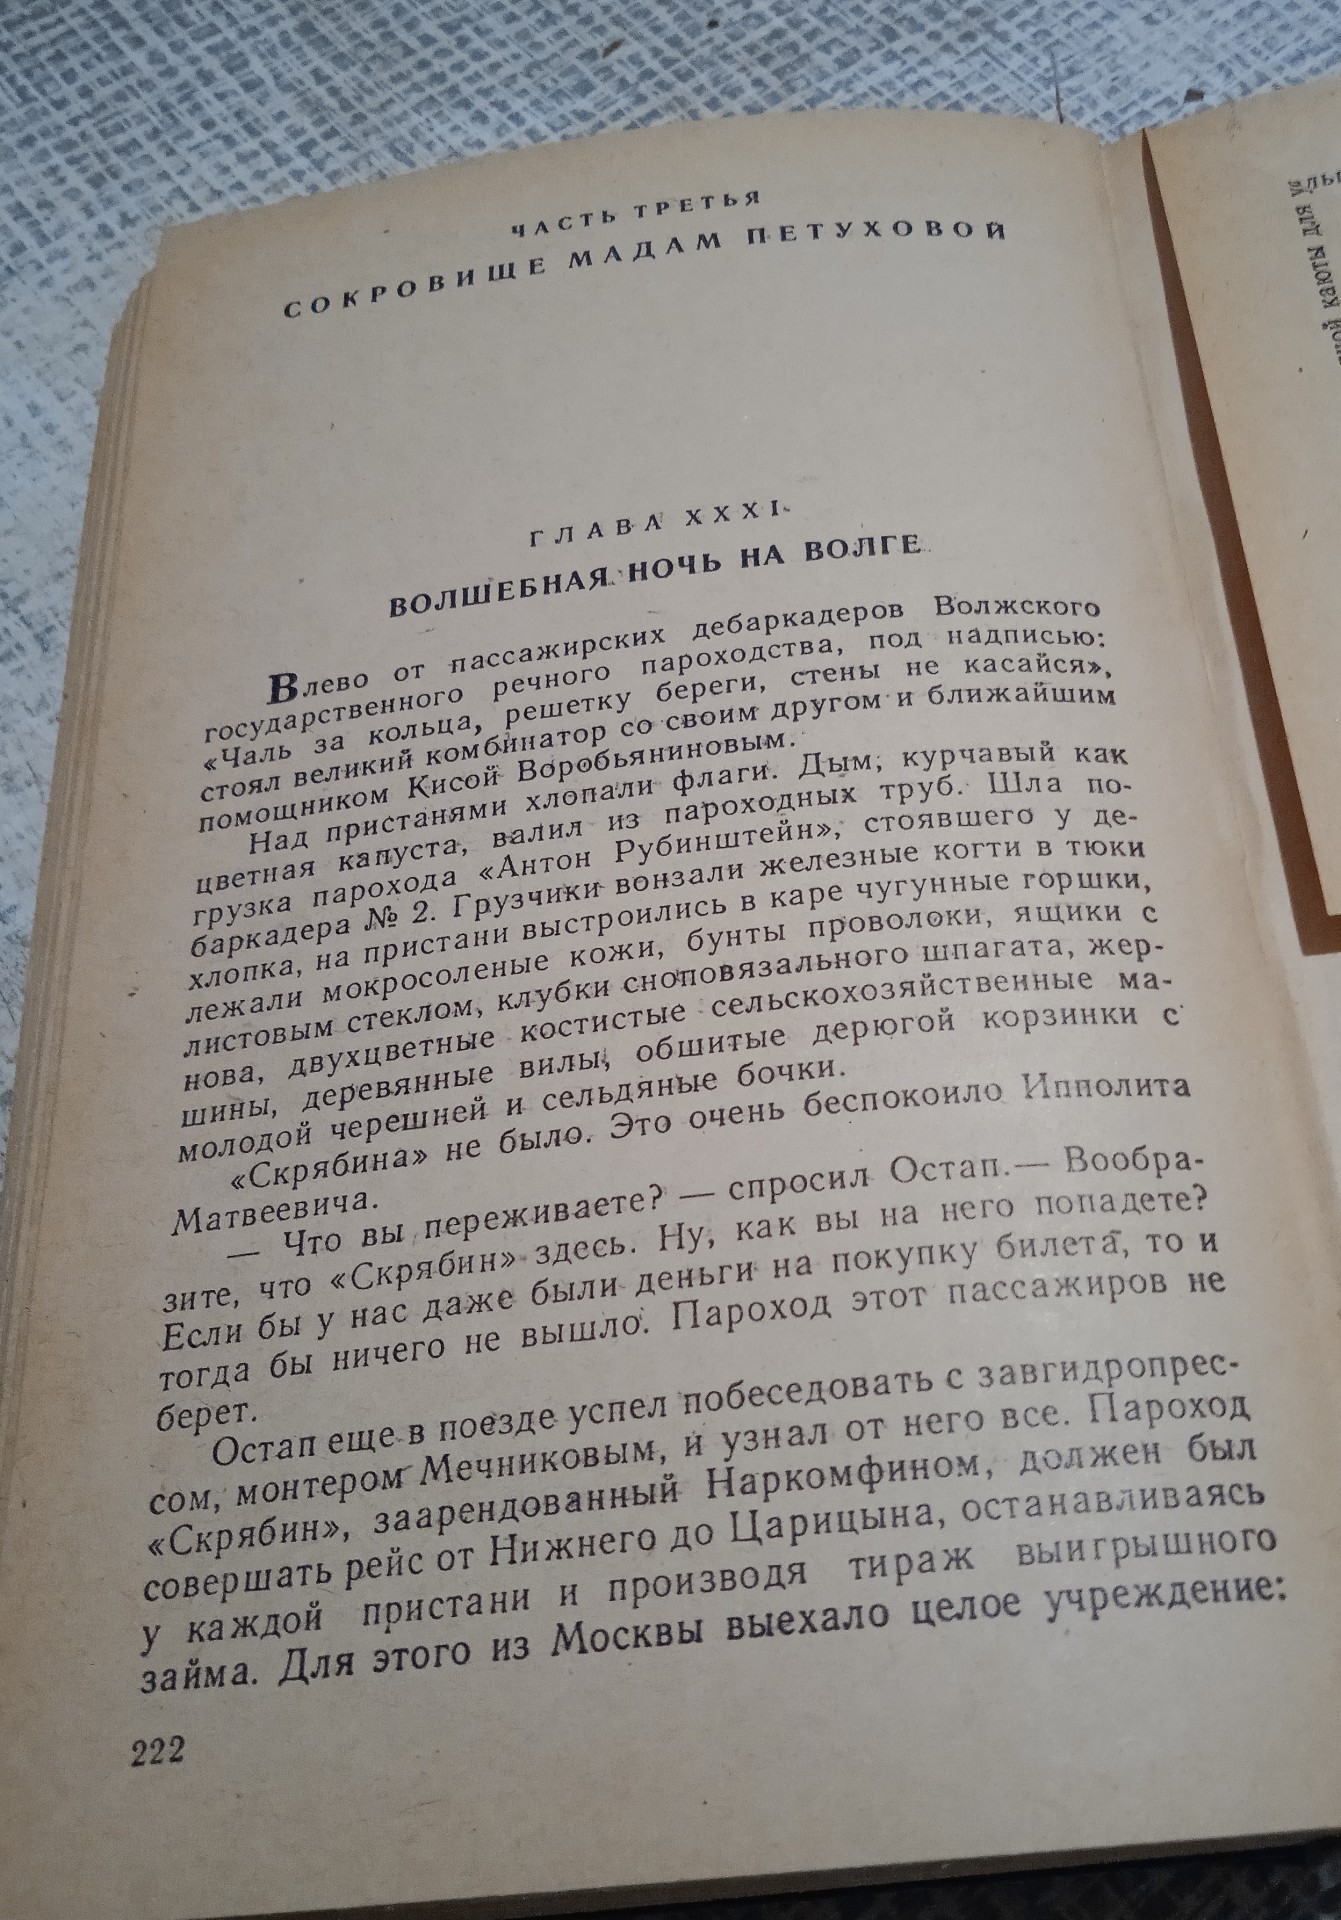 ЧАСТЬ ТРЕТЬЯ
СОКРОВИЩЕ МАДАМ ПЕТУХОВОЙ
ГЛАВА XXXI
ВОЛШЕБНАЯ НОЧЬ НА ВОЛГЕ
Влево от пассажирских дебаркадеров Волжского
государственного речного пароходства, под надписью:
«Чаль за кольца, решетку береги, стены не касайся»,
стоял великий комбинатор со своим другом и ближайшим
помощником Кисой Воробьяниновым.
Над пристанями хлопали флаги. Дым, курчавый как
цветная капуста, валил из пароходных труб. Шла по-
грузка парохода «Антон Рубинштейн», стоявшего у де-
баркадера № 2. Грузчики вонзали железные когти в тюки
хлопка, на пристани выстроились в каре чугунные горшки,
лежали мокросоленые кожи, бунты проволоки, ящики с
листовым стеклом, клубки сноповязального шпагата, жер-
нова, двухцветные костистые сельскохозяйственные ма-
шины, деревянные вилы, обшитые дерюгой корзинки с
молодой черешней и сельдяные бочки.
«Скрябина» не было. Это очень беспокоило Ипполита
Матвеевича.
— Что вы переживаете? — спросил Остап.— Вообра-
зите, что «Скрябин» здесь. Ну, как вы на него попадете?
Если бы у нас даже были деньги на покупку билета, то и
тогда бы ничего не вышло. Пароход этот пассажиров не
берет.
Остап еще в поезде успел побеседовать с завгидропрес-
сом, монтером Мечниковым, и узнал от него все. Пароход
«Скрябин», заарендованный Наркомфином, должен был
совершать рейс от Нижнего до Царицына, останавливаясь
у каждой пристани и производя тираж выигрышного
займа. Для этого из Москвы выехало целое учреждение:
222
каюты для